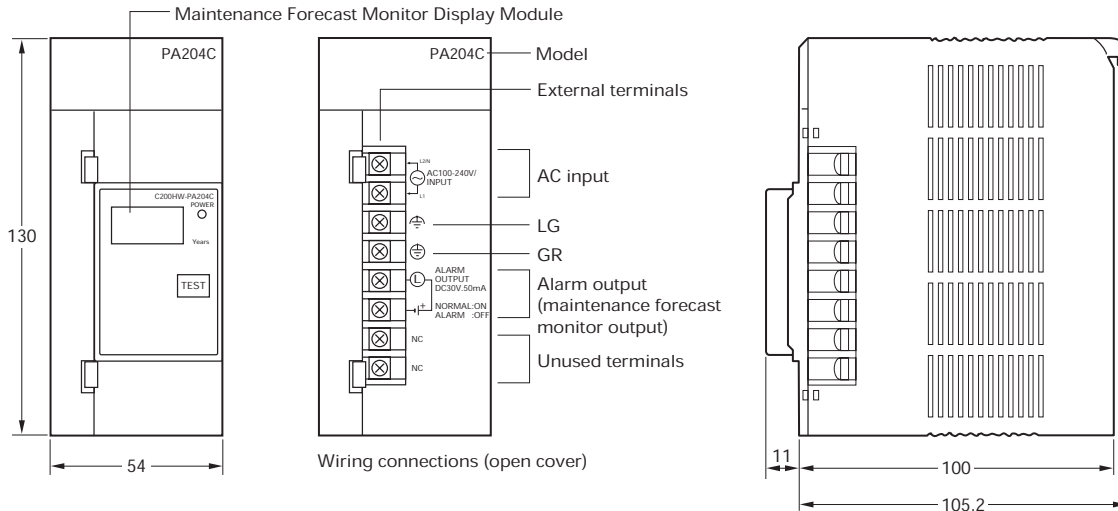 Maintenance Forecast Monitor Display Module
PA204C
C200HW-PA204C
POWER
Years
TEST
130
54
PA204C
Model
External terminals
L2/N
AC100-240V/
INPUT
L1
AC input
LG
GR
L
ALARM
OUTPUT
DC30V.50mA
+
NORMAL:ON
ALARM :OFF
Alarm output
(maintenance forecast
monitor output)
NC
NC
Unused terminals
Wiring connections (open cover)
11
100
105.2